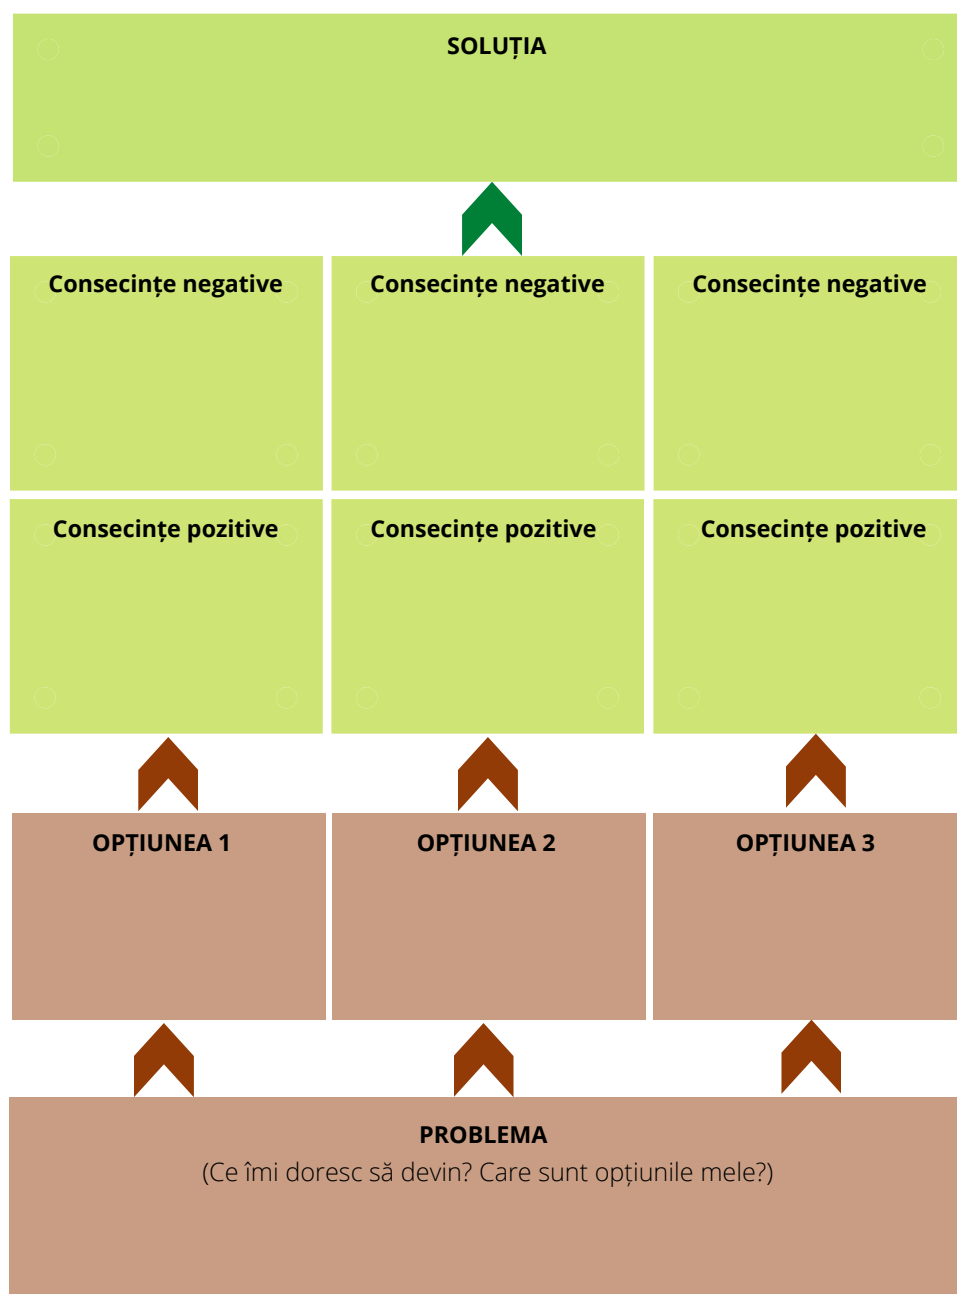 SOLUȚIA
Consecințe negative
Consecințe negative
Consecințe negative
Consecințe pozitive
Consecințe pozitive
Consecințe pozitive
OPȚIUNEA 1
OPȚIUNEA 2
OPȚIUNEA 3
PROBLEMA
(Ce îmi doresc să devin? Care sunt opțiunile mele?)